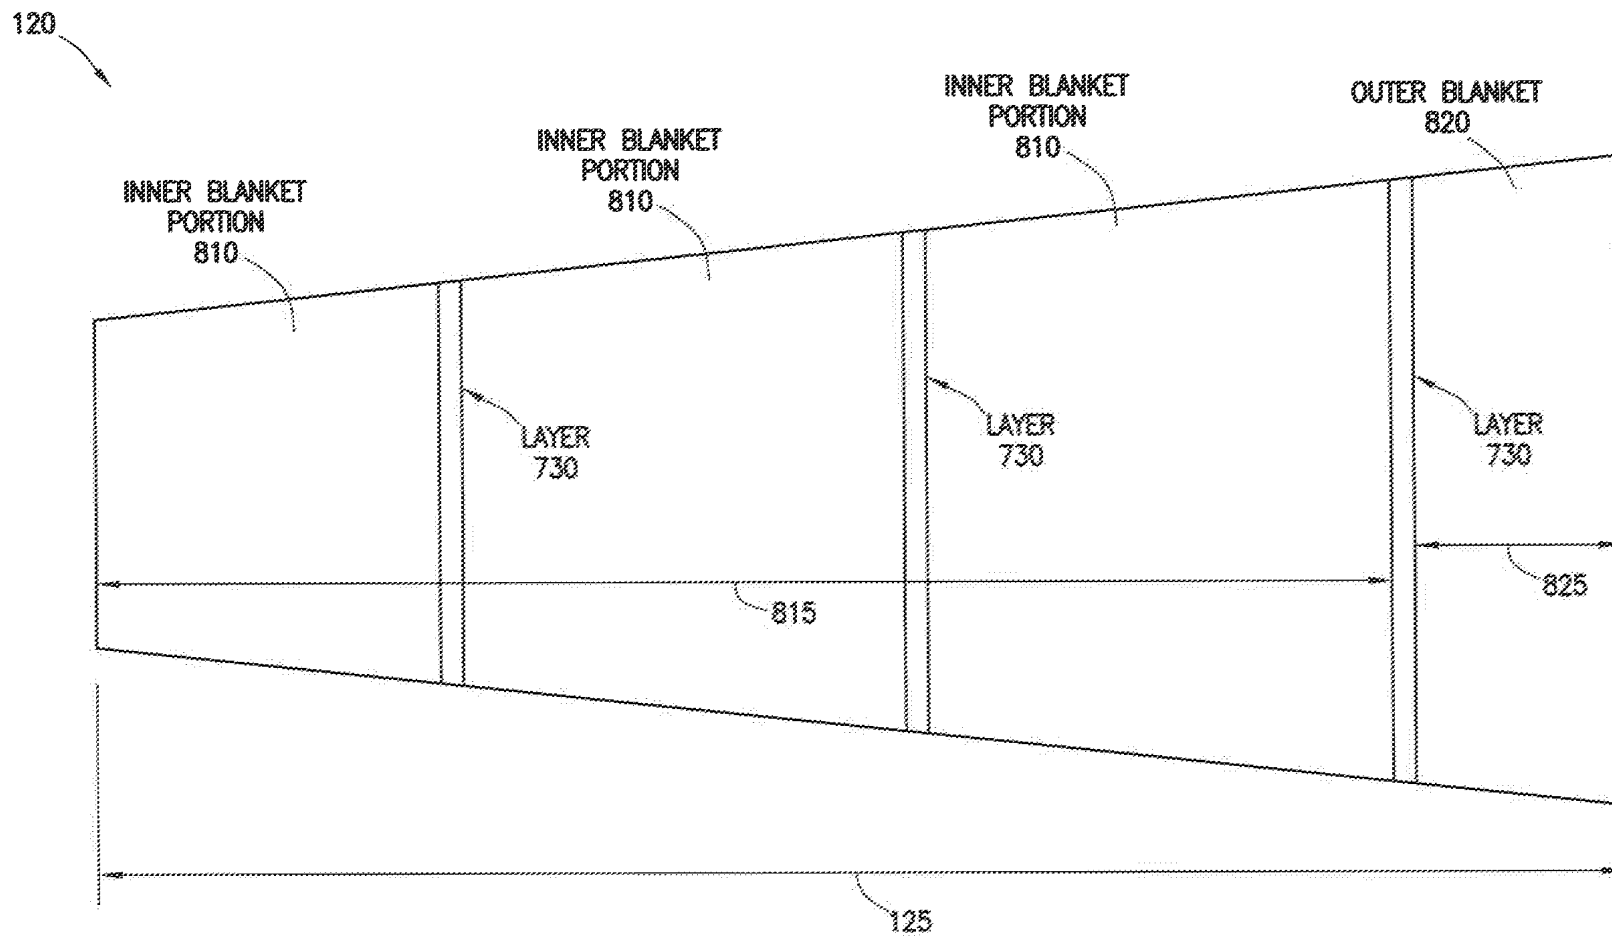 120
INNER BLANKET
PORTION
810
INNER BLANKET
PORTION
810
INNER BLANKET
PORTION
810
OUTER BLANKET
820
LAYER
730
LAYER
730
LAYER
730
815
825
125